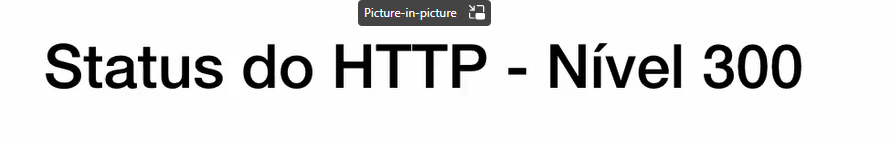 Picture-in-picture
Status do HTTP - Nível 300